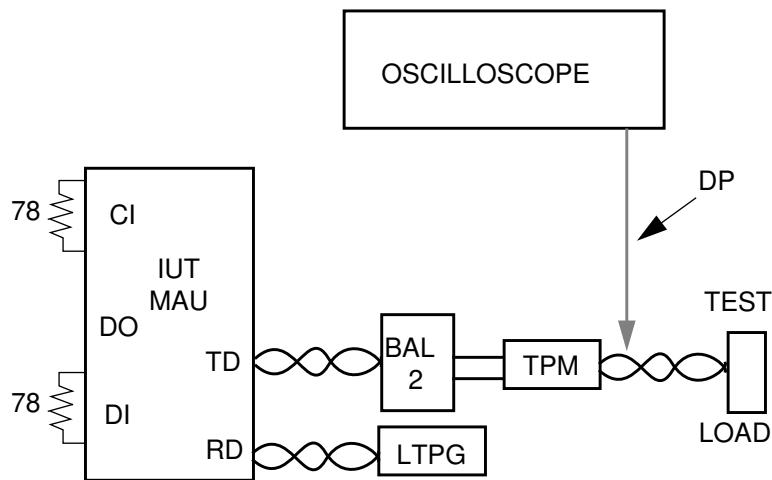 OSCILLOSCOPE
DP
78
CI
IUT
MAU
DO
TEST
TD
BAL
2
TPM
78
DI
LOAD
RD
LTPG